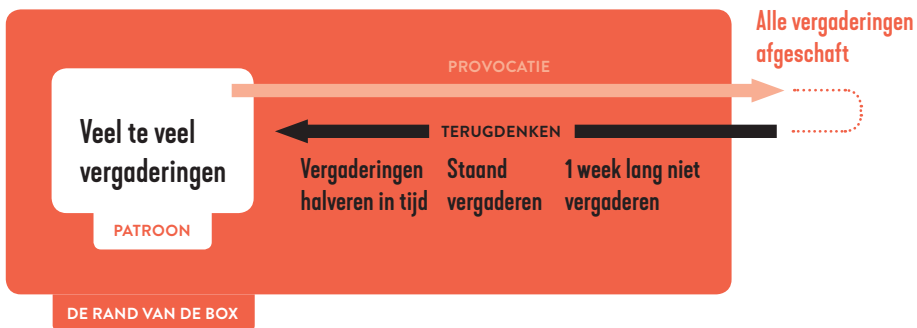 Alle vergaderingen
afgeschaft
PROVOCATIE
Veel te veel
vergaderingen
PATROON
TERUGDENKEN
Vergaderingen
halveren in tijd
Staand
vergaderen
1 week lang niet
vergaderen
DE RAND VAN DE BOX